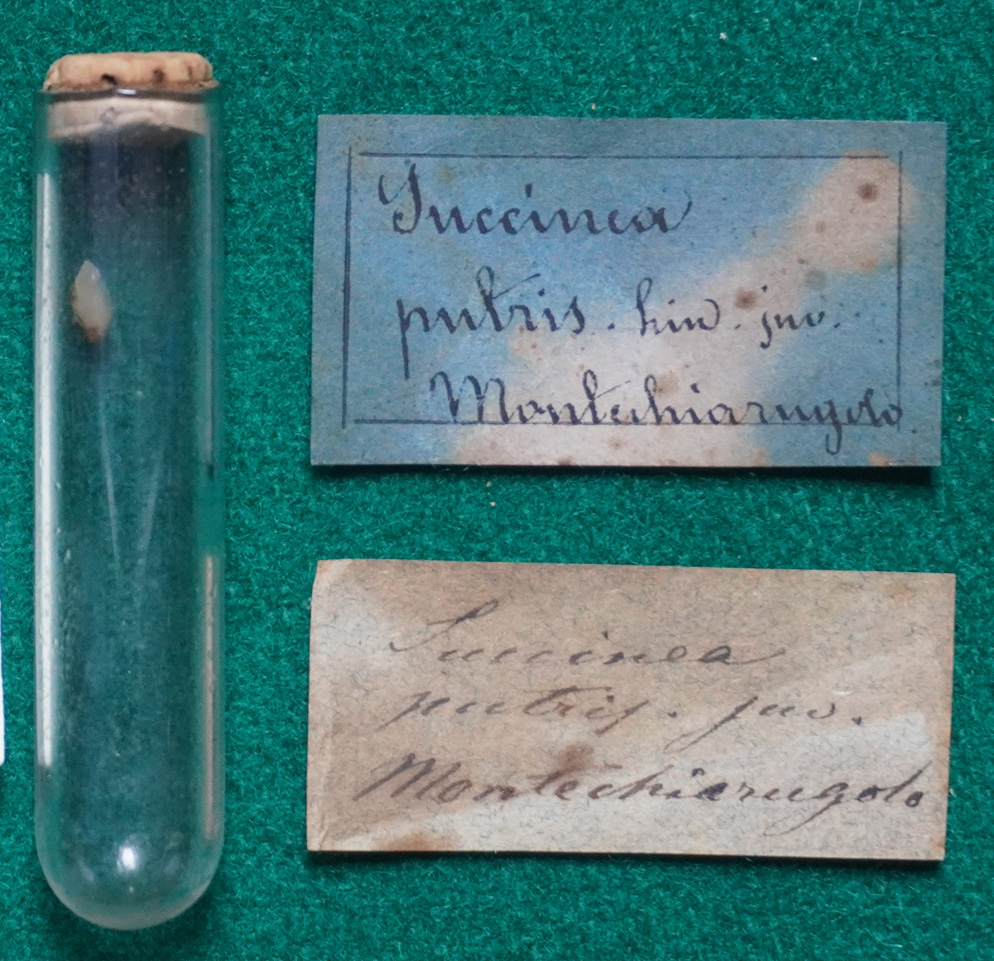 Succinea
putris. Lin. juv.
Montechiarugolo.
Succinea
putris. juv.
Montechiarugolo